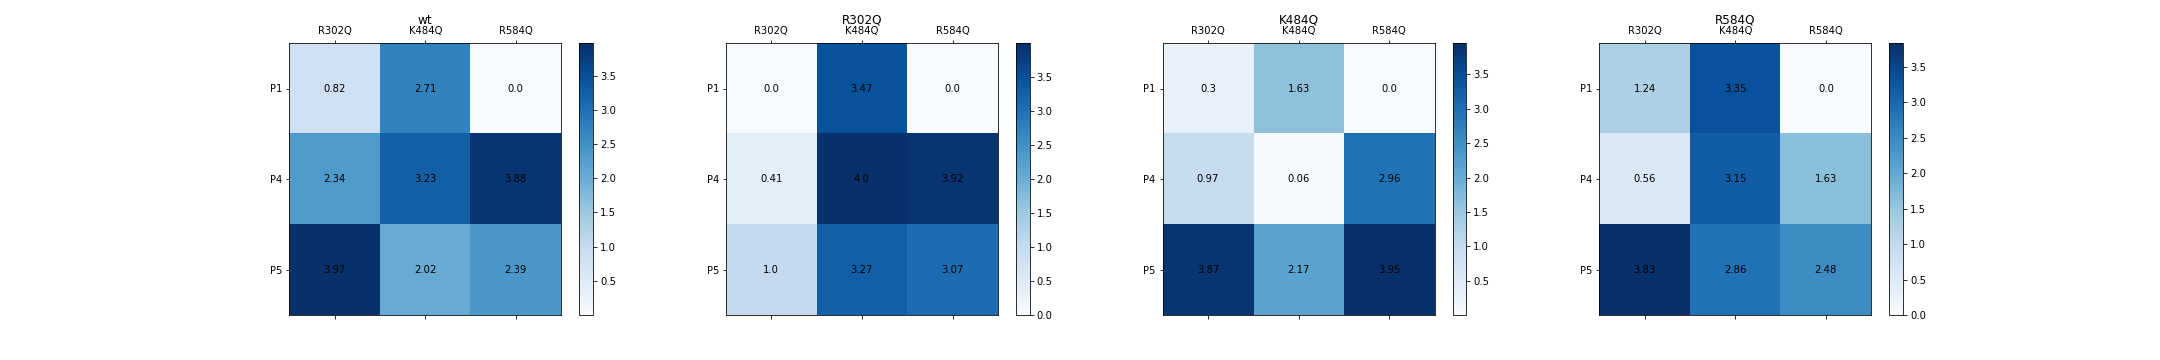 wt
R302Q K484Q R584Q
P1 0.82 2.71 0.0
P4 2.34 3.23 3.88
P5 3.97 2.02 2.39
3.5
3.0
2.5
2.0
1.5
1.0
0.5
R302Q
R302Q K484Q R584Q
P1 0.0 3.47 0.0
P4 0.41 4.0 3.92
P5 1.0 3.27 3.07
3.5
3.0
2.5
2.0
1.5
1.0
0.5
0.0
K484Q
R302Q K484Q R584Q
P1 0.3 1.63 0.0
P4 0.97 0.06 2.96
P5 3.87 2.17 3.95
3.5
3.0
2.5
2.0
1.5
1.0
0.5
R584Q
R302Q K484Q R584Q
P1 1.24 3.35 0.0
P4 0.56 3.15 1.63
P5 3.83 2.86 2.48
3.5
3.0
2.5
2.0
1.5
1.0
0.5
0.0